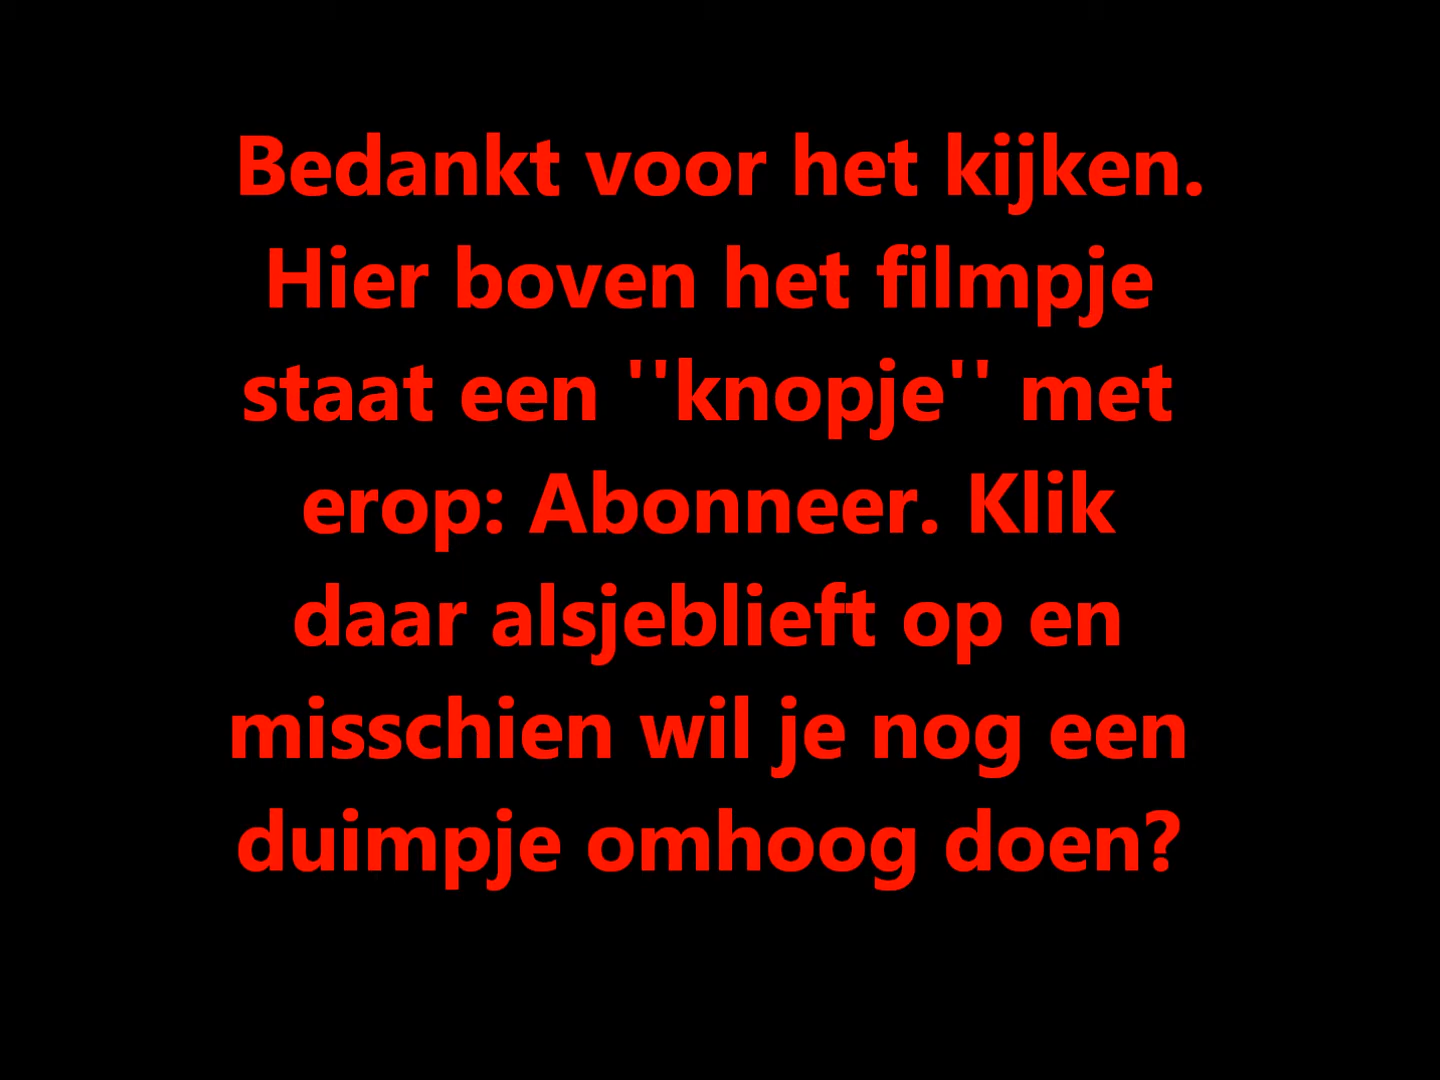 Bedankt voor het kijken.
Hier boven het filmpje
staat een ''knopje'' met
erop: Abonneer. Klik
daar alsjeblieft op en
misschien wil je nog een
duimpje omhoog doen?